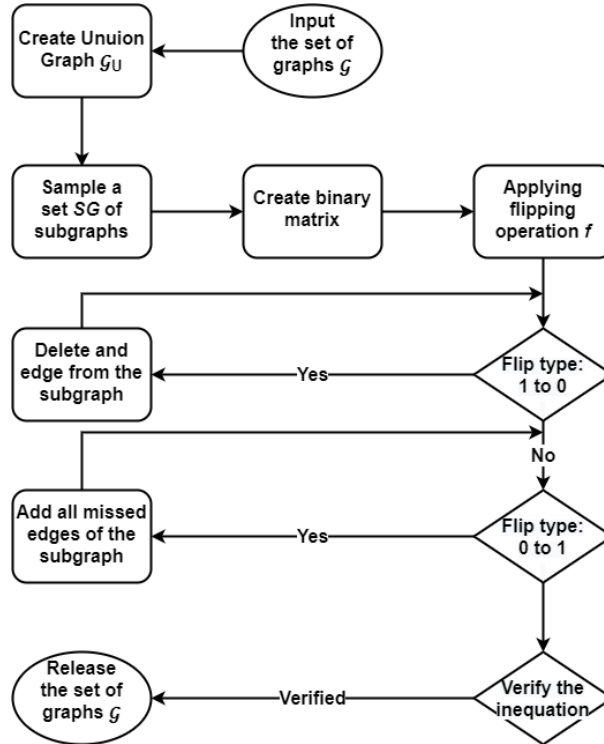 Input
the set of
graphs 𝒢
Create Unuion
Graph 𝒢U
Sample a
set SG of
subgraphs
Create binary
matrix
Applying
flipping
operation f
Flip type:
1 to 0
Yes
Delete and
edge from the
subgraph
No
Flip type:
0 to 1
Yes
Add all missed
edges of the
subgraph
Verify the
inequation
Verified
Release
the set of
graphs 𝒢